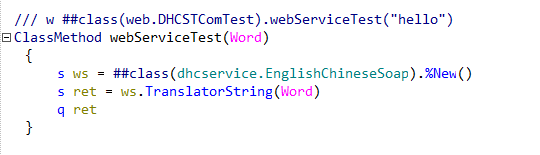 /// w ##class(web.DHCSTComTest).webServiceTest("hello")
ClassMethod webServiceTest(Word)
{
s ws = ##class(dhcservice.EnglishChineseSoap).%New()
s ret = ws.TranslatorString(Word)
q ret
}